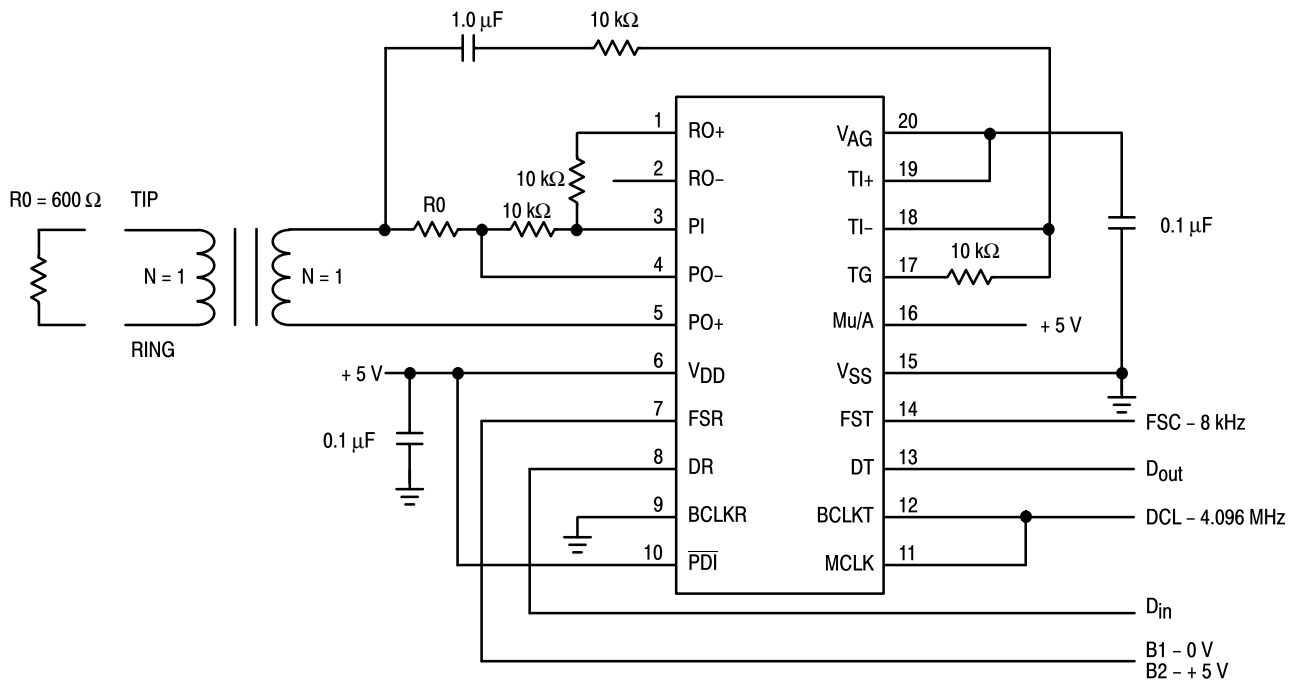 1.0 μF 10 kΩ
1 RO+ VAG 20
10 kΩ 2 RO– TI+ 19
R0 = 600 Ω TIP R0 10 kΩ 3 PI TI– 18 0.1 μF
N = 1 N = 1 4 PO– TG 17 10 kΩ
5 PO+ Mu/A 16 + 5 V
RING
+ 5 V 6 VDD VSS 15
7 FSR FST 14 FSC – 8 kHz
0.1 μF
8 DR DT 13 Dout
9 BCLKR BCLKT 12 DCL – 4.096 MHz
10 PDI MCLK 11
Din
B1 – 0 V
B2 – + 5 V